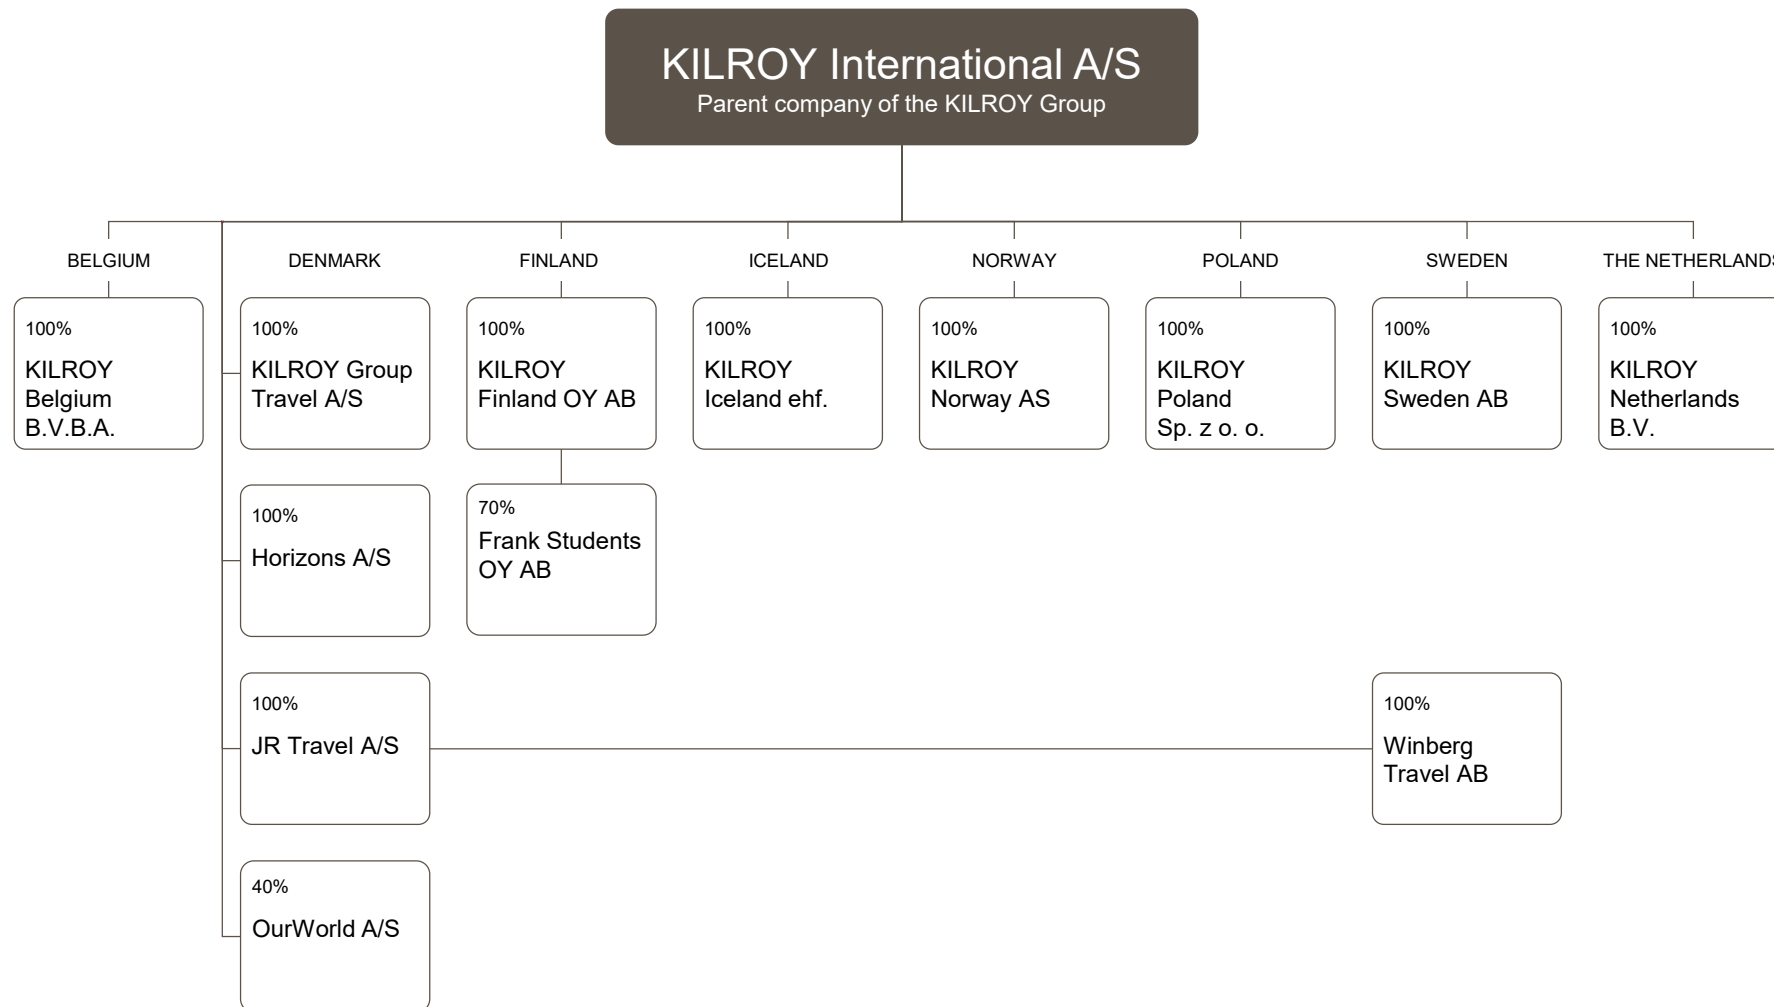 KILROY International A/S
Parent company of the KILROY Group
BELGIUM
DENMARK
FINLAND
ICELAND
NORWAY
POLAND
SWEDEN
THE NETHERLANDS
100%
KILROY
Belgium
B.V.B.A.
100%
KILROY Group
Travel A/S
100%
KILROY
Finland OY AB
100%
KILROY
Iceland ehf.
100%
KILROY
Norway AS
100%
KILROY
Poland
Sp. z o. o.
100%
KILROY
Sweden AB
100%
KILROY
Netherlands
B.V.
100%
Horizons A/S
70%
Frank Students
OY AB
100%
JR Travel A/S
100%
Winberg
Travel AB
40%
OurWorld A/S